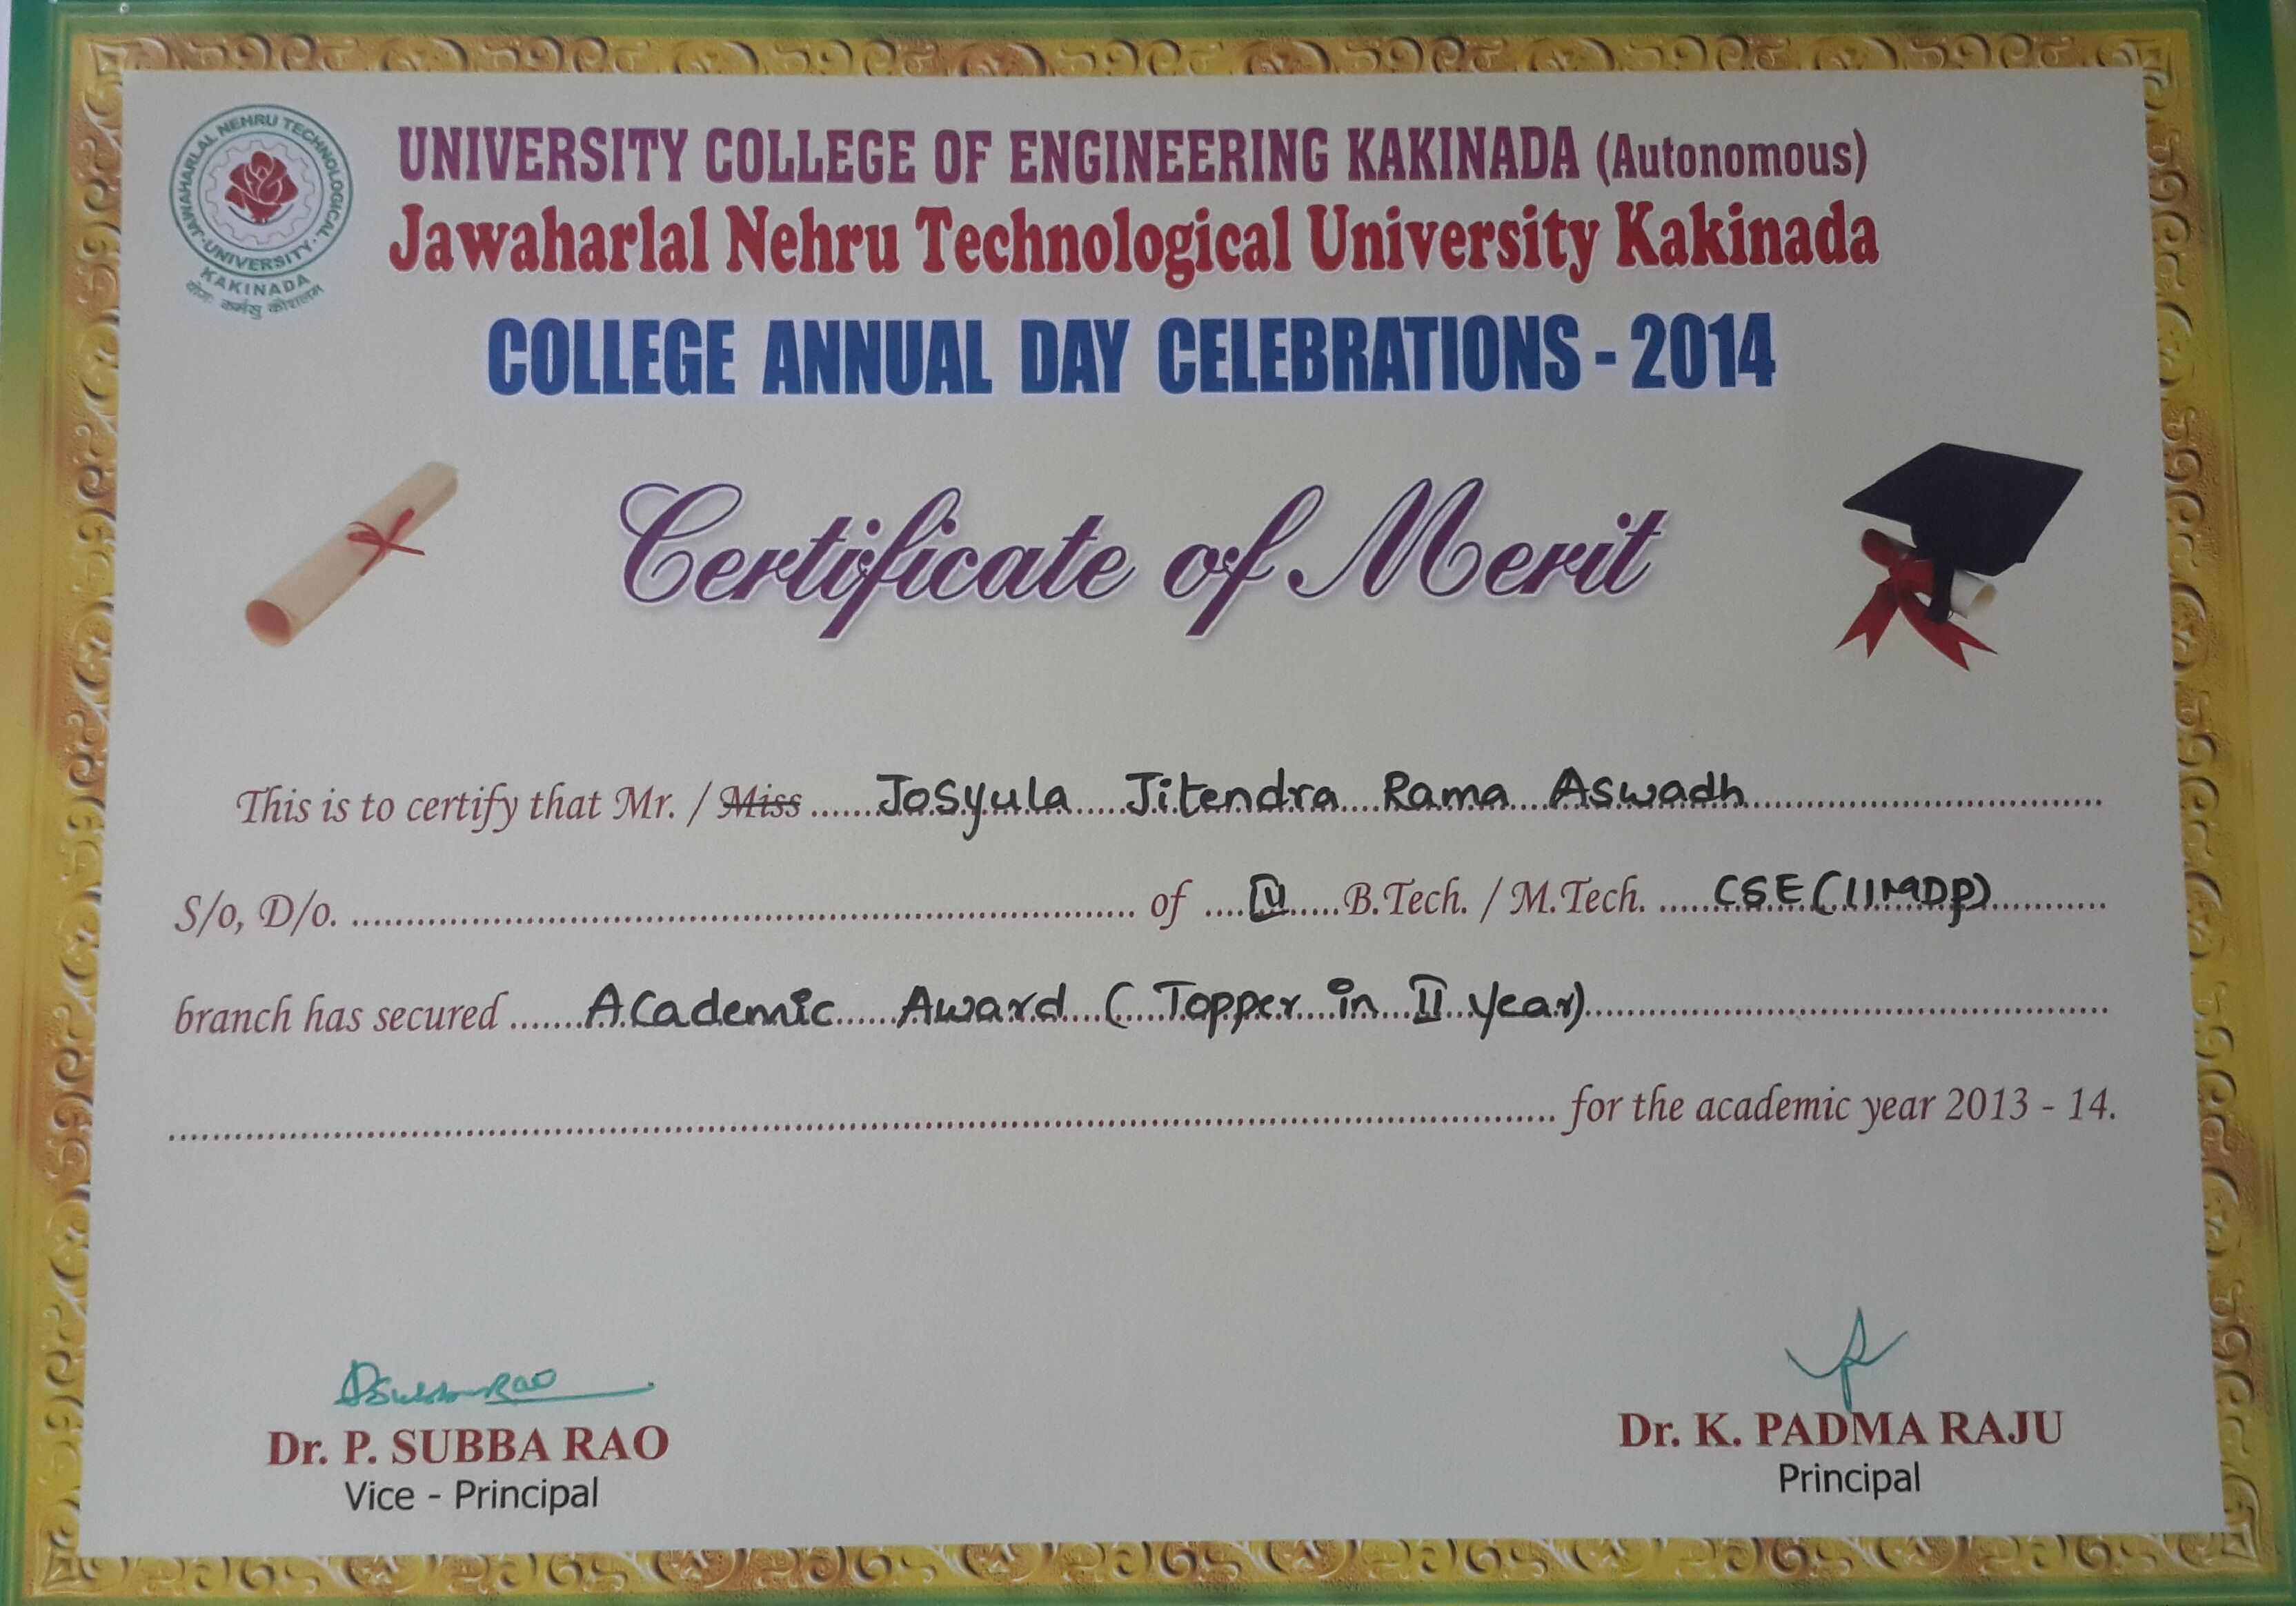 JAWAHARLAL NEHRU TECHNOLOGICAL
UNIVERSITY
KAKINADA
योगः कर्मसु कौशलम्
UNIVERSITY COLLEGE OF ENGINEERING KAKINADA (Autonomous)
Jawaharlal Nehru Technological University Kakinada
COLLEGE ANNUAL DAY CELEBRATIONS - 2014
Certificate of Merit
This is to certify that Mr. / Miss ...... Josyula Jitendra Rama Aswadh
S/o, D/o. ...... of IV B.Tech. / M.Tech. CSE (IIMDP)
branch has secured Academic Award ( Topper in II year)
for the academic year 2013 - 14.
PSubbaRao
Dr. P. SUBBA RAO
Vice - Principal
Dr. K. PADMA RAJU
Principal